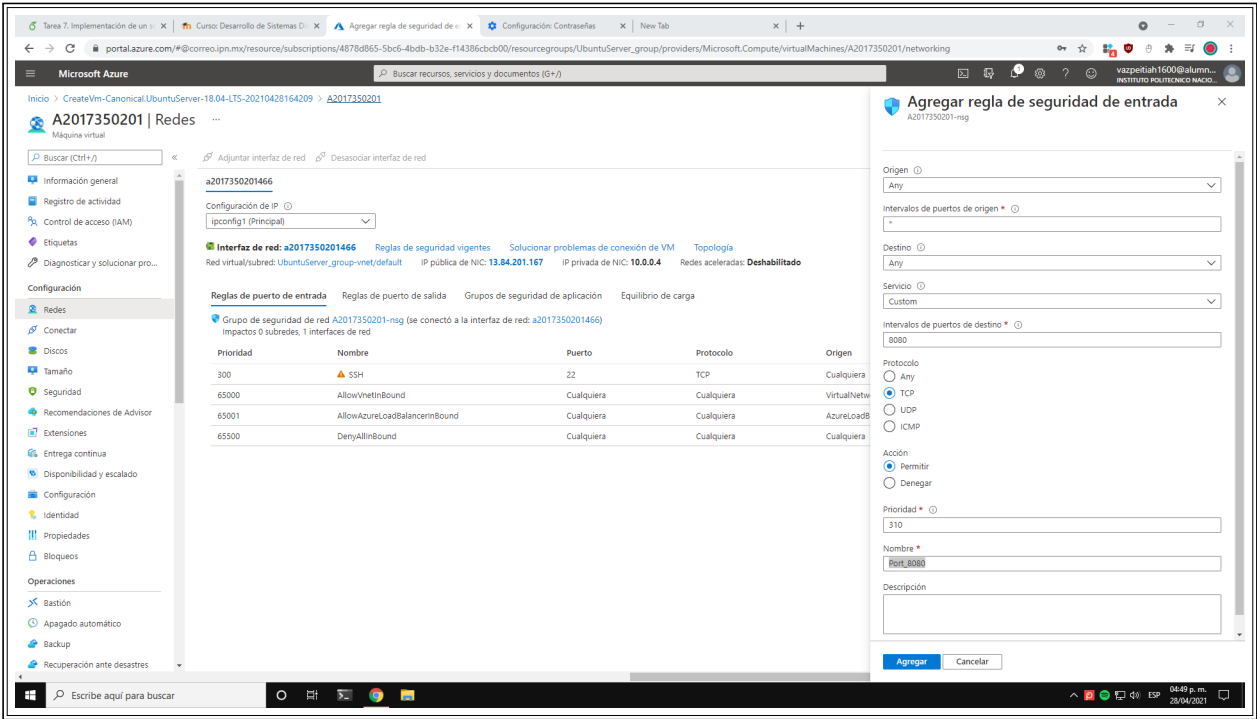 Tarea 7. Implementación de un s
Curso: Desarrollo de Sistemas Di
Agregar regla de seguridad de en
Configuración: Contraseñas
New Tab
portal.azure.com/#@correo.ipn.mx/resource/subscriptions/4878d865-5bc6-4bdb-b32e-f14386cbcb00/resourcegroups/UbuntuServer_group/providers/Microsoft.Compute/virtualMachines/A2017350201/networking
Microsoft Azure
Buscar recursos, servicios y documentos (G+/)
1
vazpeitiah1600@alumn...
INSTITUTO POLITECNICO NACIO...
Inicio > CreateVm-Canonical.UbuntuServer-18.04-LTS-20210428164209 > A2017350201
A2017350201 | Redes ...
Máquina virtual
Buscar (Ctrl+/)
«
Información general
Registro de actividad
Control de acceso (IAM)
Etiquetas
Diagnosticar y solucionar pro...
Configuración
Redes
Conectar
Discos
Tamaño
Seguridad
Recomendaciones de Advisor
Extensiones
Entrega continua
Disponibilidad y escalado
Configuración
Identidad
Propiedades
Bloqueos
Operaciones
Bastión
Apagado automático
Backup
Recuperación ante desastres
Adjuntar interfaz de red Desasociar interfaz de red
a2017350201466
Configuración de IP
ipconfig1 (Principal)
Interfaz de red: a2017350201466 Reglas de seguridad vigentes Solucionar problemas de conexión de VM Topología
Red virtual/subred: UbuntuServer_group-vnet/default IP pública de NIC: 13.84.201.167 IP privada de NIC: 10.0.0.4 Redes aceleradas: Deshabilitado
Reglas de puerto de entrada Reglas de puerto de salida Grupos de seguridad de aplicación Equilibrio de carga
Grupo de seguridad de red A2017350201-nsg (se conectó a la interfaz de red: a2017350201466)
Impactos 0 subredes, 1 interfaces de red
Prioridad Nombre Puerto Protocolo Origen
300 SSH 22 TCP Cualquiera
65000 AllowVnetInBound Cualquiera Cualquiera VirtualNetw
65001 AllowAzureLoadBalancerInBound Cualquiera Cualquiera AzureLoadB
65500 DenyAllInBound Cualquiera Cualquiera Cualquiera
Agregar regla de seguridad de entrada
A2017350201-nsg
Origen
Any
Intervalos de puertos de origen *
*
Destino
Any
Servicio
Custom
Intervalos de puertos de destino *
8080
Protocolo
Any
TCP
UDP
ICMP
Acción
Permitir
Denegar
Prioridad *
310
Nombre *
Port_8080
Descripción
Agregar
Cancelar
Escribe aquí para buscar
ESP
04:49 p. m.
28/04/2021